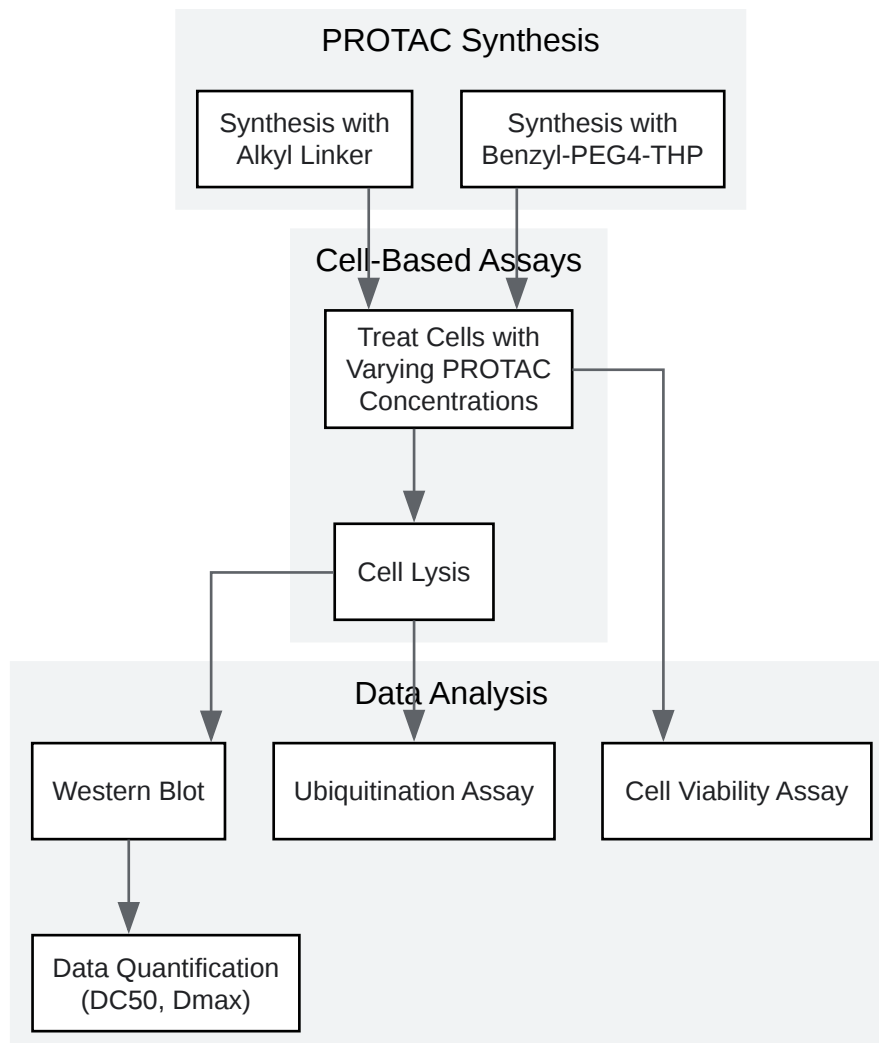 PROTAC Synthesis
Synthesis with
Alkyl Linker
Synthesis with
Benzyl-PEG4-THP
Cell-Based Assays
Treat Cells with
Varying PROTAC
Concentrations
Cell Lysis
Data Analysis
Western Blot
Ubiquitination Assay
Cell Viability Assay
Data Quantification
(DC50, Dmax)